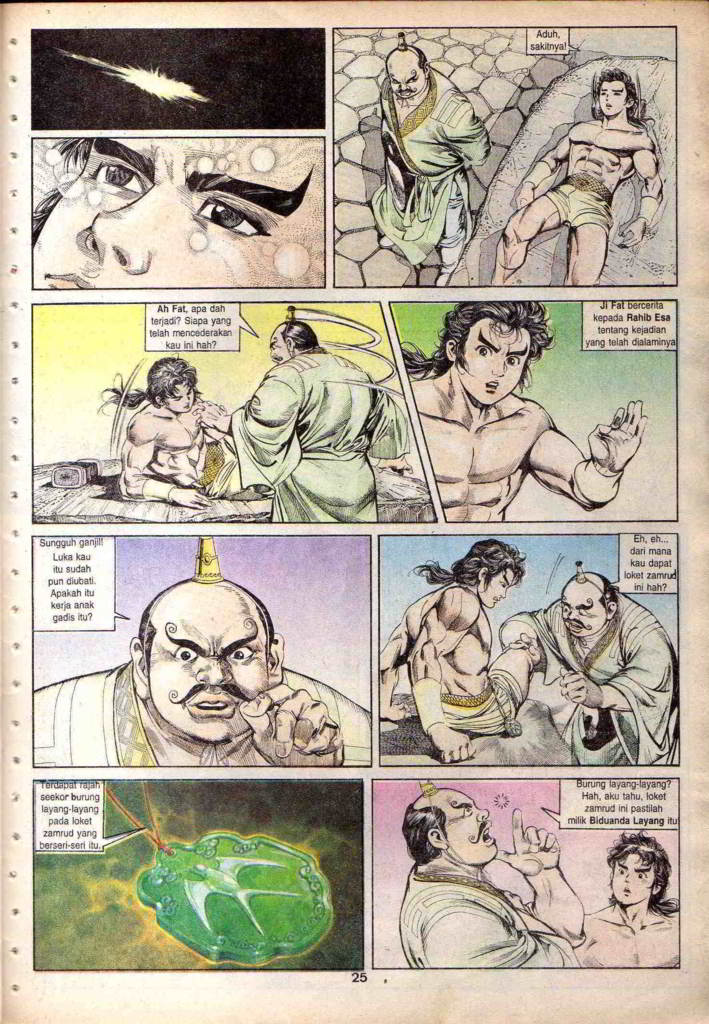 Aduh,
sakitnya!
Ah Fat, apa dah
terjadi? Siapa yang
telah mencederakan
kau ini hah?
Ji Fat bercerita
kepada Rahib Esa
tentang kejadian
yang telah dialaminya
Sungguh ganjil!
Luka kau
itu sudah
pun diubati.
Apakah itu
kerja anak
gadis itu?
Eh, eh...
dari mana
kau dapat
loket zamrud
ini hah?
Terdapat rajah
seekor burung
layang-layang
pada loket
zamrud yang
berseri-seri itu.
Burung layang-layang?
Hah, aku tahu, loket
zamrud ini pastilah
milik Biduanda Layang itu
25